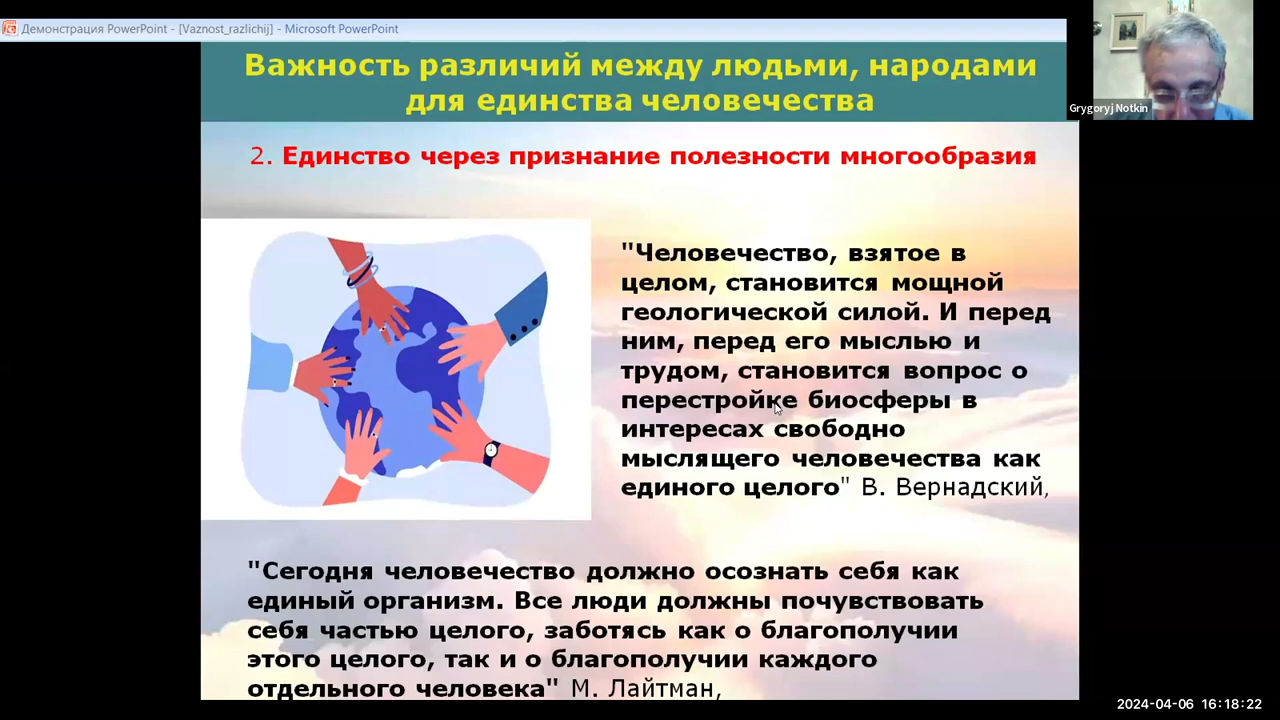 Демонстрация PowerPoint - [Vaznost_razlichij] - Microsoft PowerPoint
Важность различий между людьми, народами
для единства человечества
Grygoryj Notkin
2. Единство через признание полезности многообразия
"Человечество, взятое в
целом, становится мощной
геологической силой. И перед
ним, перед его мыслью и
трудом, становится вопрос о
перестройке биосферы в
интересах свободно
мыслящего человечества как
единого целого" В. Вернадский,
"Сегодня человечество должно осознать себя как
единый организм. Все люди должны почувствовать
себя частью целого, заботясь как о благополучии
этого целого, так и о благополучии каждого
отдельного человека" М. Лайтман,
2024-04-06 16:18:22